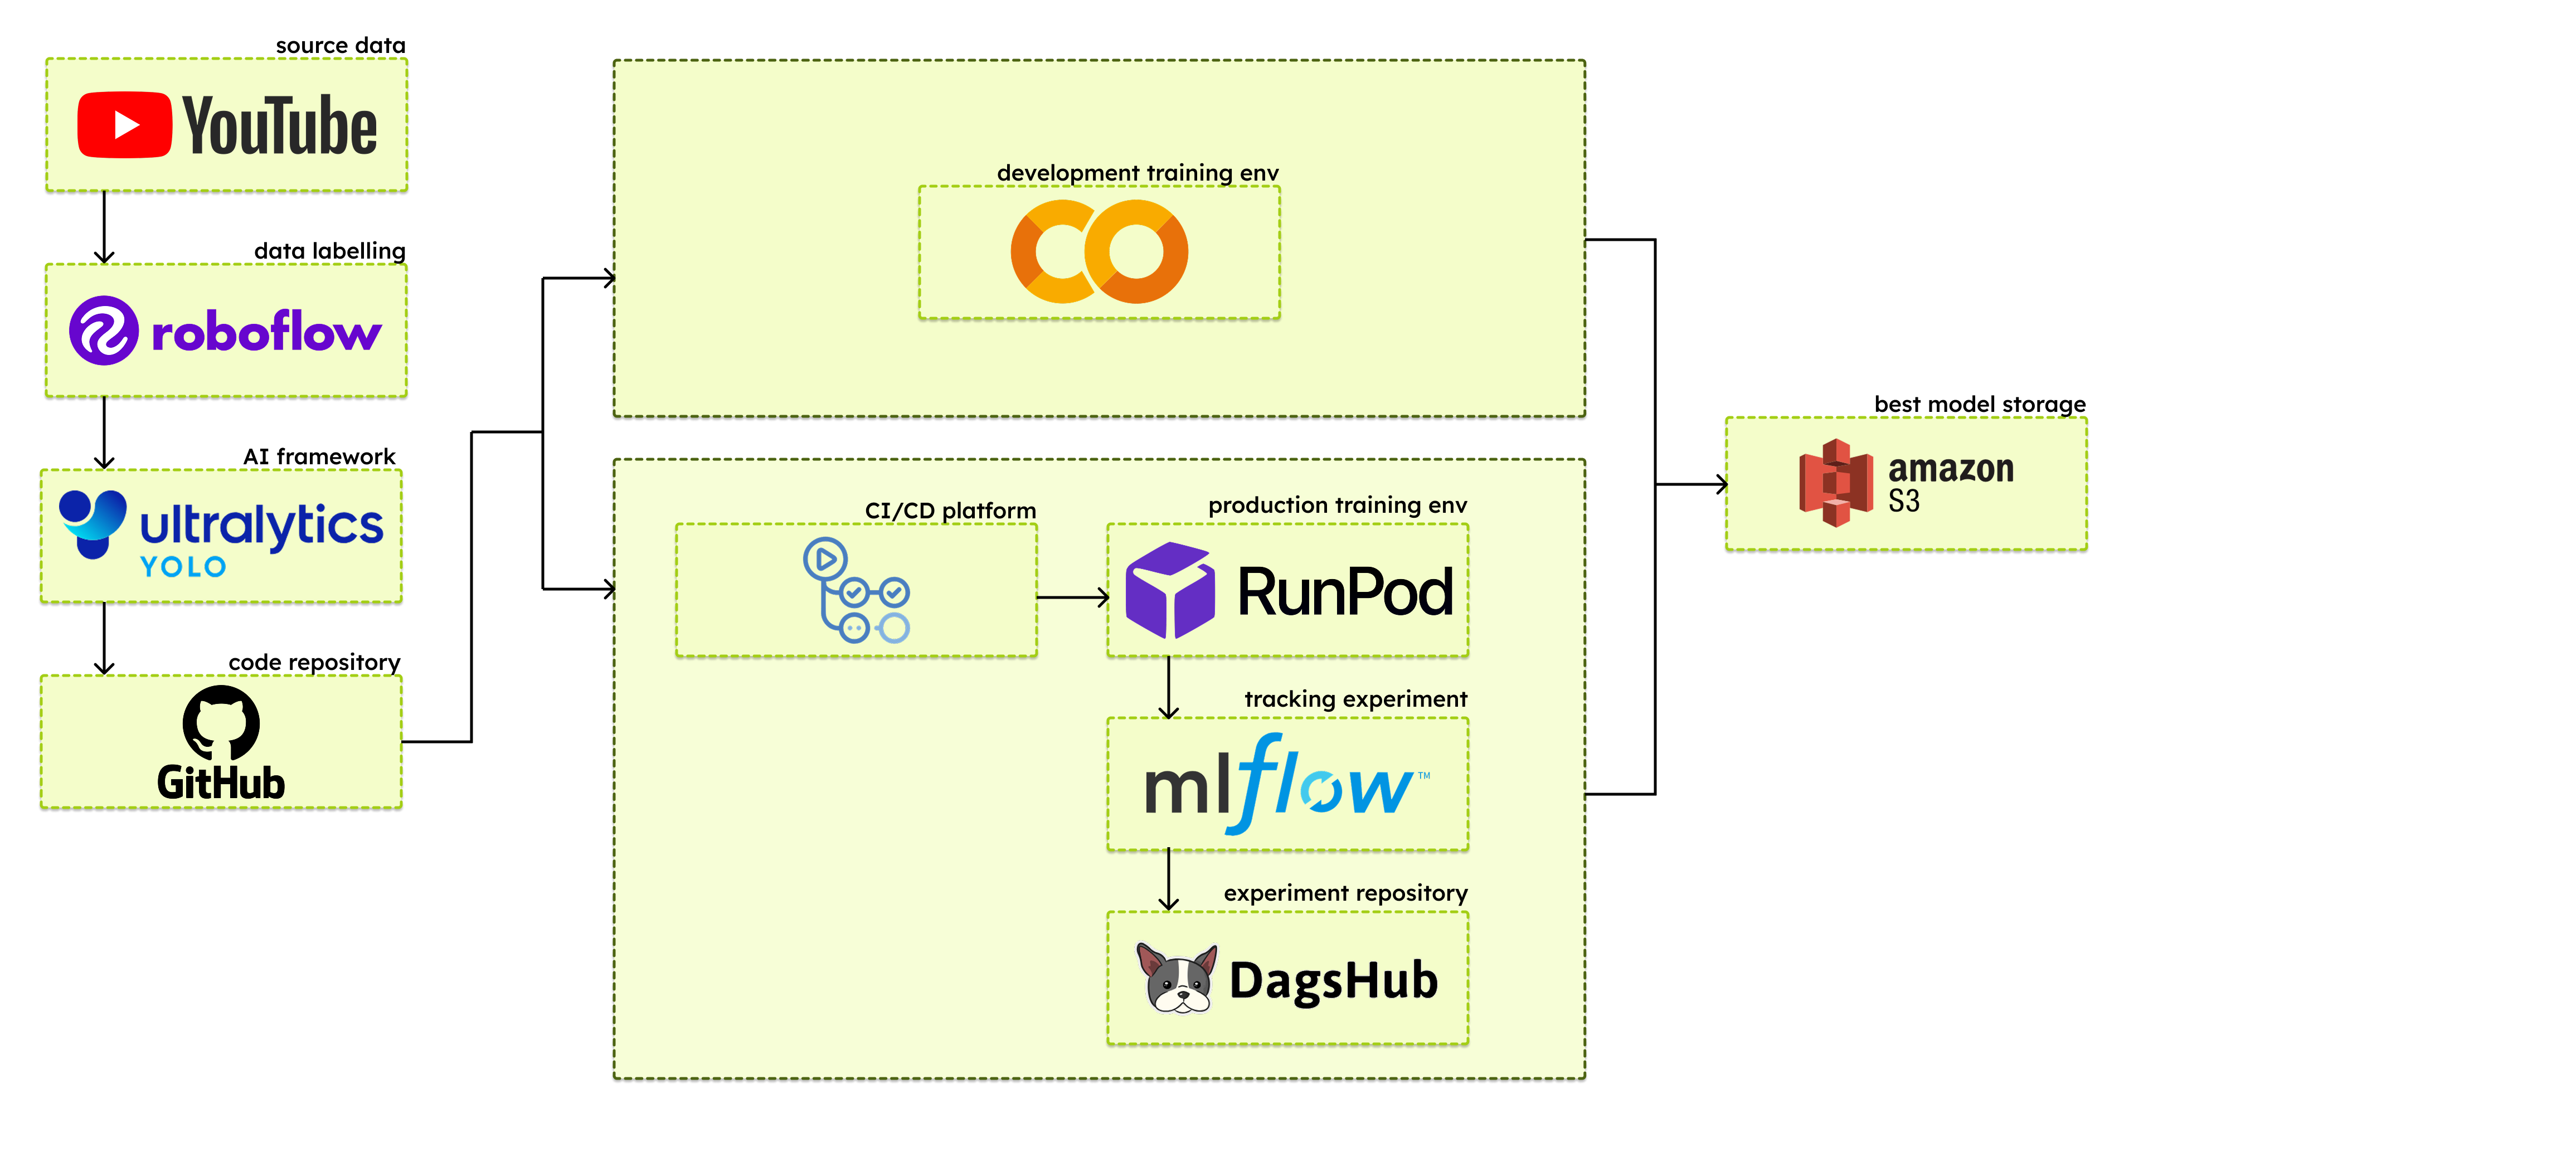 source data
YouTube
data labelling
roboflow
AI framework
ultralytics
YOLO
code repository
GitHub
development training env
CI/CD platform
production training env
RunPod
tracking experiment
mlflow™
experiment repository
DagsHub
best model storage
amazon
S3